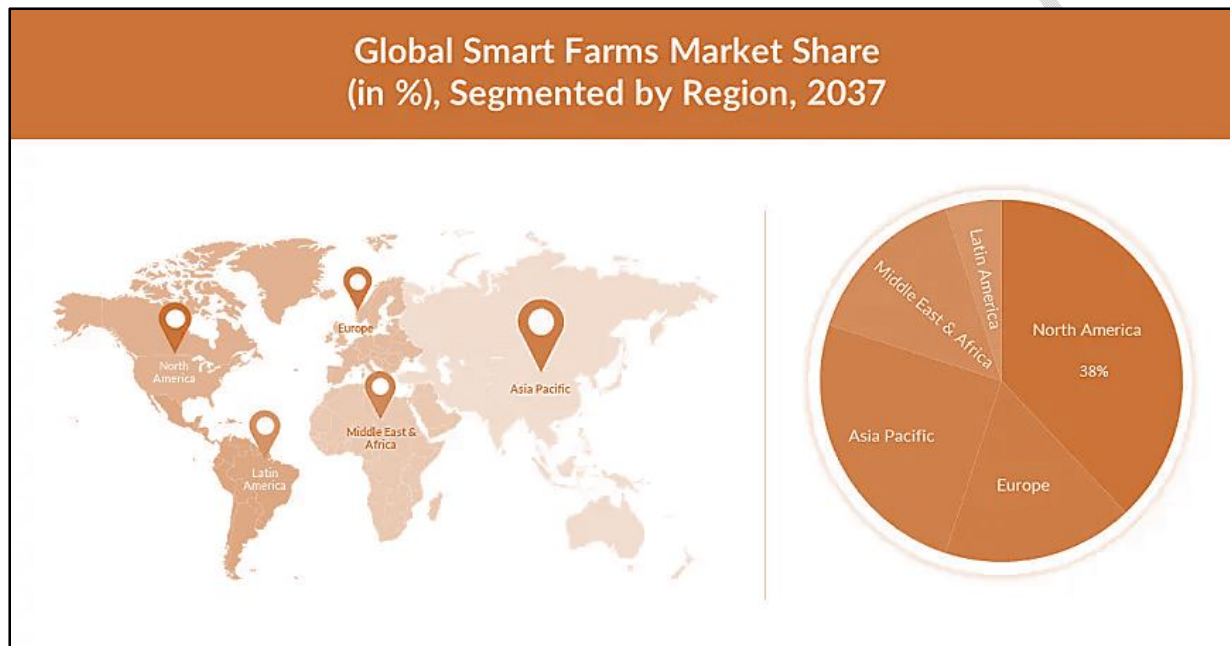 Global Smart Farms Market Share
(in %), Segmented by Region, 2037
North
America
Europe
Asia Pacific
Middle East &
Africa
Latin
America
Latin America
Middle East & Africa
North America
38%
Asia Pacific
Europe